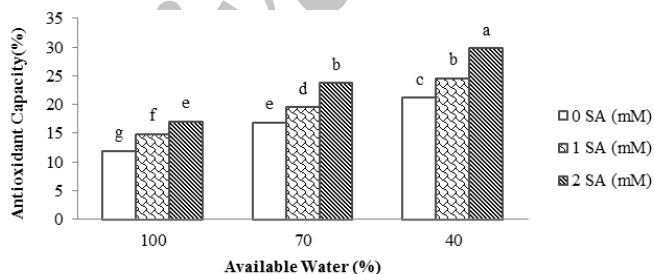 Antioxidant Capacity(%)
35
30
25
20
15
10
5
0
g
f
e
e
d
b
c
b
a
100
70
40
Available Water (%)
0 SA (mM)
1 SA (mM)
2 SA (mM)